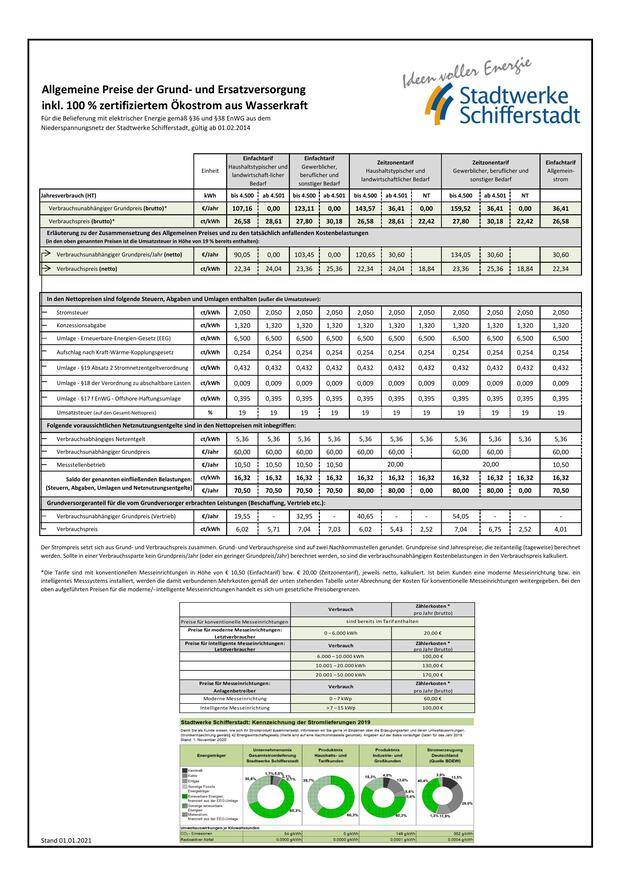 Ideen voller Energie
Stadtwerke
Schifferstadt
Allgemeine Preise der Grund- und Ersatzversorgung
inkl. 100 % zertifiziertem Ökostrom aus Wasserkraft
Für die Belieferung mit elektrischer Energie gemäß §36 und §38 EnWG aus dem
Niederspannungsnetz der Stadtwerke Schifferstadt, gültig ab 01.02.2014
Einheit
Einfachtarif
Haushaltstypischer und
landwirtschaft-licher
Bedarf
Einfachtarif
Gewerblicher,
beruflicher und
sonstiger Bedarf
Zeitzonentarif
Haushaltstypischer und
landwirtschaftlicher Bedarf
Zeitzonentarif
Gewerblicher, beruflicher und
sonstiger Bedarf
Einfachtarif
Allgemein-
strom
Jahresverbrauch (HT) kWh bis 4.500 ab 4.501 bis 4.500 ab 4.501 bis 4.500 ab 4.501 NT bis 4.500 ab 4.501 NT
Verbrauchsunabhängiger Grundpreis (brutto)* €/Jahr 107,16 0,00 123,11 0,00 143,57 36,41 0,00 159,52 36,41 0,00 36,41
Verbrauchspreis (brutto)* ct/kWh 26,58 28,61 27,80 30,18 26,58 28,61 22,42 27,80 30,18 22,42 26,58
Erläuterung zu der Zusammensetzung des Allgemeinen Preises und zu den tatsächlich anfallenden Kostenbelastungen
(in den oben genannten Preisen ist die Umsatzsteuer in Höhe von 19 % bereits enthalten):
Verbrauchsunabhängiger Grundpreis/Jahr (netto) €/Jahr 90,05 0,00 103,45 0,00 120,65 30,60 134,05 30,60 30,60
Verbrauchspreis (netto) ct/kWh 22,34 24,04 23,36 25,36 22,34 24,04 18,84 23,36 25,36 18,84 22,34
In den Nettopreisen sind folgende Steuern, Abgaben und Umlagen enthalten (außer die Umsatzsteuer):
Stromsteuer ct/kWh 2,050 2,050 2,050 2,050 2,050 2,050 2,050 2,050 2,050 2,050 2,050
Konzessionsabgabe ct/kWh 1,320 1,320 1,320 1,320 1,320 1,320 1,320 1,320 1,320 1,320 1,320
Umlage - Erneuerbare-Energien-Gesetz (EEG) ct/kWh 6,500 6,500 6,500 6,500 6,500 6,500 6,500 6,500 6,500 6,500 6,500
Aufschlag nach Kraft-Wärme-Kopplungsgesetz ct/kWh 0,254 0,254 0,254 0,254 0,254 0,254 0,254 0,254 0,254 0,254 0,254
Umlage - §19 Absatz 2 Stromnetzentgeltverordnung ct/kWh 0,432 0,432 0,432 0,432 0,432 0,432 0,432 0,432 0,432 0,432 0,432
Umlage - §18 der Verordnung zu abschaltbare Lasten ct/kWh 0,009 0,009 0,009 0,009 0,009 0,009 0,009 0,009 0,009 0,009 0,009
Umlage - §17 f EnWG - Offshore-Haftungsumlage ct/kWh 0,395 0,395 0,395 0,395 0,395 0,395 0,395 0,395 0,395 0,395 0,395
Umsatzsteuer (auf den Gesamt-Nettopreis) % 19 19 19 19 19 19 19 19 19 19 19
Folgende voraussichtlichen Netznutzungsentgelte sind in den Nettopreisen mit inbegriffen:
Verbrauchsabhängiges Netzentgelt ct/kWh 5,36 5,36 5,36 5,36 5,36 5,36 5,36 5,36 5,36 5,36 5,36
Verbrauchsunabhängiger Grundpreis €/Jahr 60,00 60,00 60,00 60,00 60,00 60,00 60,00 60,00 60,00
Messstellenbetrieb €/Jahr 10,50 10,50 10,50 10,50 20,00 20,00 10,50
Saldo der genannten einfließenden Belastungen: ct/kWh 16,32 16,32 16,32 16,32 16,32 16,32 16,32 16,32 16,32 16,32 16,32
(Steuern, Abgaben, Umlagen und Netznutzungsentgelte) €/Jahr 70,50 70,50 70,50 70,50 80,00 80,00 0,00 80,00 80,00 0,00 70,50
Grundversorgeranteil für die vom Grundversorger erbrachten Leistungen (Beschaffung, Vertrieb etc.):
Verbrauchsunabhängiger Grundpreis (Vertrieb) €/Jahr 19,55 - 32,95 - 40,65 - 54,05 - -
Verbrauchspreis ct/kWh 6,02 5,71 7,04 7,03 6,02 5,43 2,52 7,04 6,75 2,52 4,01
Der Strompreis setzt sich aus Grund- und Verbrauchspreis zusammen. Grund- und Verbrauchspreise sind auf zwei Nachkommastellen gerundet. Grundpreise sind Jahrespreise, die zeitanteilig (tageweise) berechnet
werden. Sollte in einer Verbrauchssparte kein Grundpreis/Jahr (oder ein geringer Grundpreis/Jahr) berechnet werden, so sind die verbrauchsunabhängigen Kostenbelastungen in den Verbrauchspreis kalkuliert.
*Die Tarife sind mit konventionellen Messeinrichtungen in Höhe von € 10,50 (Einfachtarif) bzw. € 20,00 (Zeitzonentarif), jeweils netto, kalkuliert. Ist beim Kunden eine moderne Messeinrichtung bzw. ein
intelligentes Messsystem installiert, werden die damit verbundenen Mehrkosten gemäß der unten stehenden Tabelle unter Abrechnung der Kosten für konventionelle Messeinrichtungen weitergegeben. Bei den
oben aufgeführten Preisen für die moderne/- intelligente Messeinrichtungen handelt es sich um gesetzliche Preisobergrenzen.
Verbrauch Zählerkosten *
pro Jahr (brutto)
Preise für konventionelle Messeinrichtungen sind bereits im Tarif enthalten
Preise für moderne Messeinrichtungen:
Letztverbraucher 0 – 6.000 kWh 20,00 €
Preise für intelligente Messeinrichtungen:
Letztverbraucher Verbrauch Zählerkosten *
pro Jahr (brutto)
6.000 – 10.000 kWh 100,00 €
10.001 – 20.000 kWh 130,00 €
20.001 – 50.000 kWh 170,00 €
Preise für moderne Messeinrichtungen:
Anlagenbetreiber Verbrauch Zählerkosten *
pro Jahr (brutto)
Moderne Messeinrichtung 0 – 7 kWp 60,00 €
Intelligente Messeinrichtung > 7 – 15 kWp 100,00 €
Stadtwerke Schifferstadt: Kennzeichnung der Stromlieferungen 2019
Stand: 1. November 2020
Energieträger
Unternehmensmix
Gesamtstromlieferung
Stadtwerke Schifferstadt
Produktmix
Haushalts- und
Tarifkunden
Produktmix
Industrie- und
Großkunden
Stromerzeugung
Deutschland
(Quelle BDEW)
Kernkraft
Kohle
Erdgas
Sonstige Fossile
Energieträger
Erneuerbare Energien,
finanziert aus der EEG-Umlage
Sonstige erneuerbare
Energien
Umweltauswirkungen je Kilowattstunden
CO₂ - Emissionen
Radioaktiver Abfall
Stand 01.01.2021